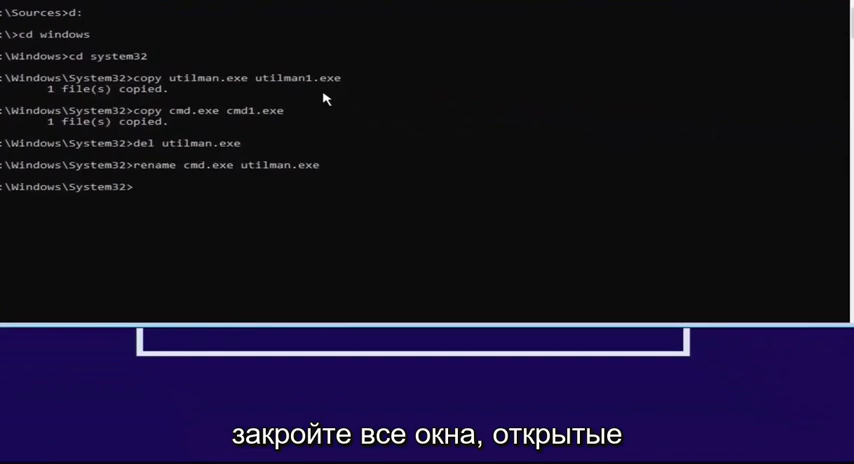 :\Sources>d:
:\>cd windows
:\Windows>cd system32
:\Windows\System32>copy utilman.exe utilman1.exe
1 file(s) copied.
:\Windows\System32>copy cmd.exe cmd1.exe
1 file(s) copied.
:\Windows\System32>del utilman.exe
:\Windows\System32>rename cmd.exe utilman.exe
:\Windows\System32>
закройте все окна, открытые